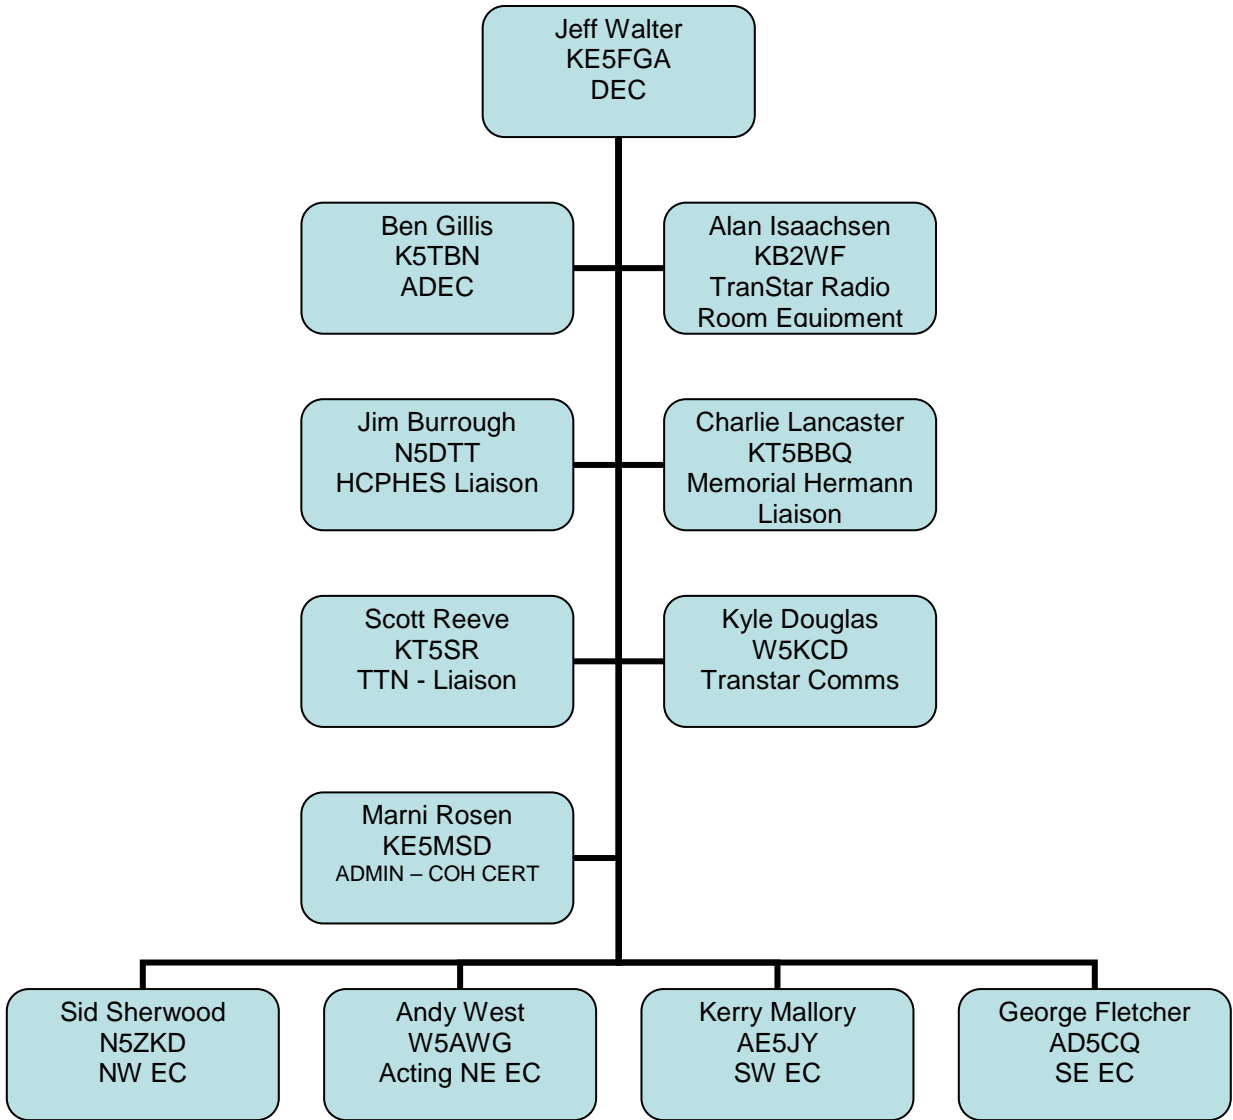 Jeff Walter
KE5FGA
DEC
Ben Gillis
K5TBN
ADEC
Alan Isaachsen
KB2WF
TranStar Radio
Room Equipment
Jim Burrough
N5DTT
HCPHES Liaison
Charlie Lancaster
KT5BBQ
Memorial Hermann
Liaison
Scott Reeve
KT5SR
TTN - Liaison
Kyle Douglas
W5KCD
Transtar Comms
Marni Rosen
KE5MSD
ADMIN – COH CERT
Sid Sherwood
N5ZKD
NW EC
Andy West
W5AWG
Acting NE EC
Kerry Mallory
AE5JY
SW EC
George Fletcher
AD5CQ
SE EC